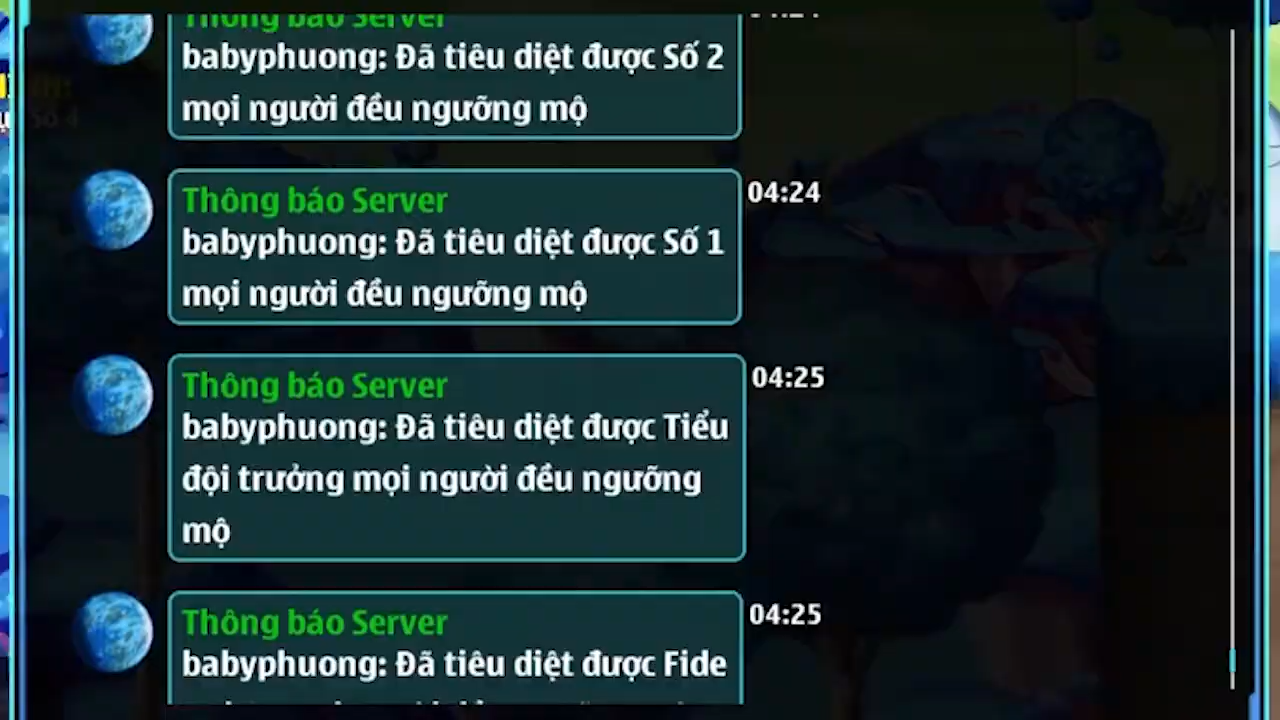 Thông báo Server
babyphuong: Đã tiêu diệt được Số 2
mọi người đều ngưỡng mộ
Thông báo Server
04:24
babyphuong: Đã tiêu diệt được Số 1
mọi người đều ngưỡng mộ
Thông báo Server
04:25
babyphuong: Đã tiêu diệt được Tiểu
đội trưởng mọi người đều ngưỡng
mộ
Thông báo Server
04:25
babyphuong: Đã tiêu diệt được Fide